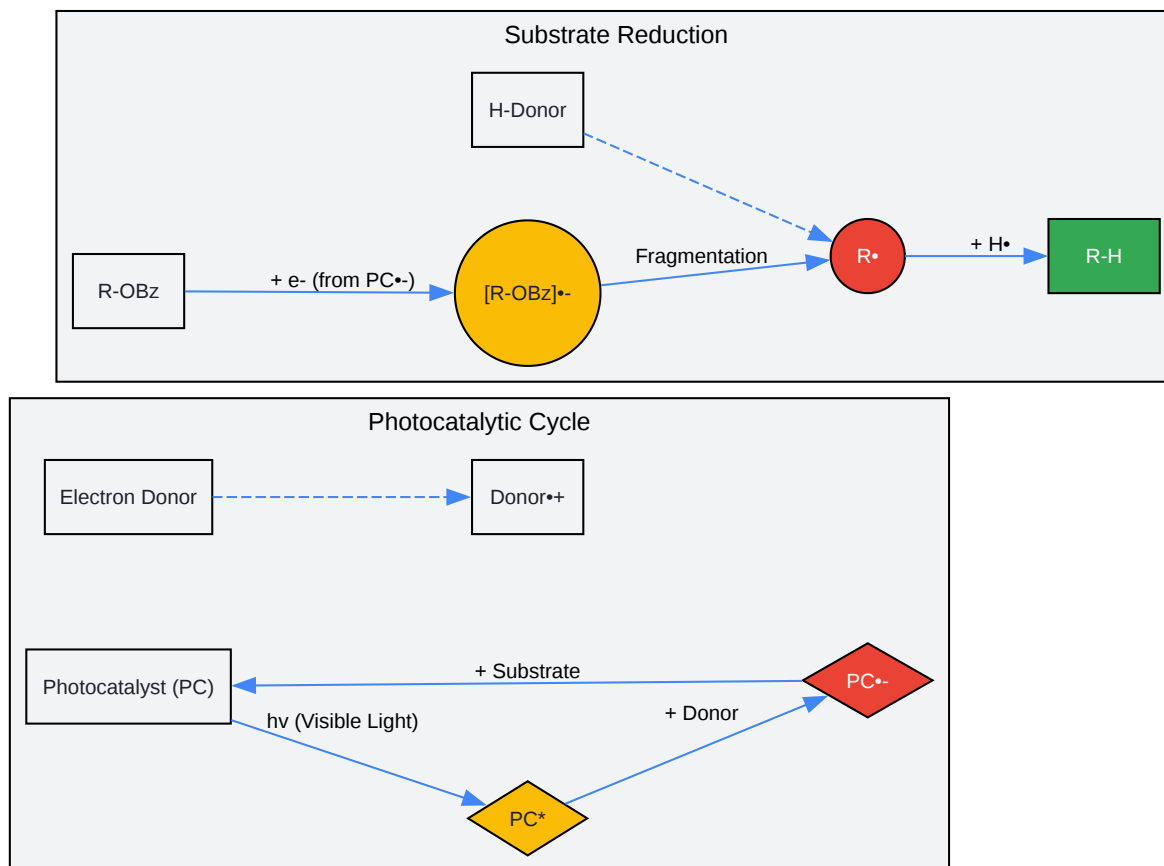 Substrate Reduction
H-Donor
R-OBz
+ e- (from PC•-)
[R-OBz]•-
Fragmentation
R•
+ H•
R-H
Photocatalytic Cycle
Electron Donor
Donor•+
Photocatalyst (PC)
+ Substrate
PC•-
hν (Visible Light)
+ Donor
PC*